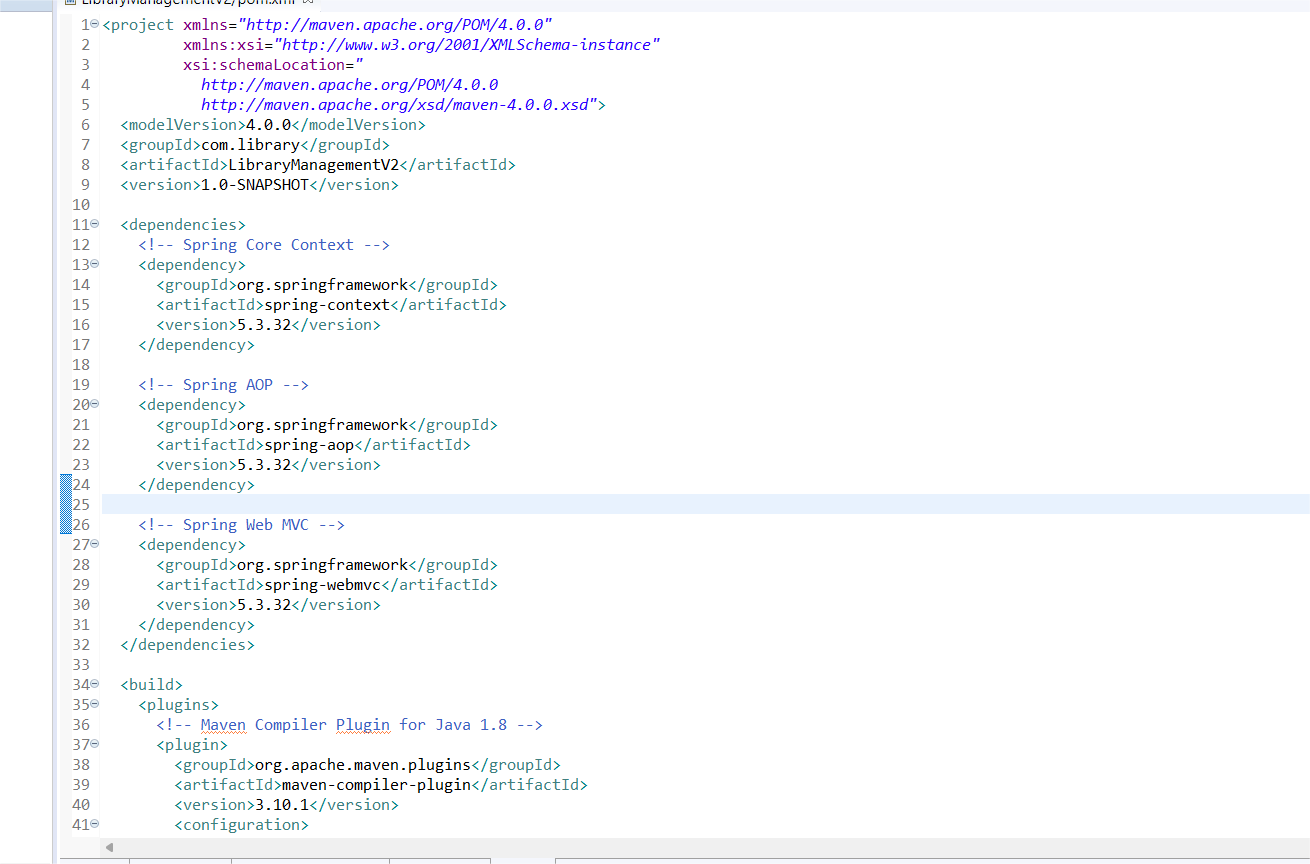 LibraryManagementV2/pom.xml
1 <project xmlns="http://maven.apache.org/POM/4.0.0"
2          xmlns:xsi="http://www.w3.org/2001/XMLSchema-instance"
3          xsi:schemaLocation="
4            http://maven.apache.org/POM/4.0.0
5            http://maven.apache.org/xsd/maven-4.0.0.xsd">
6   <modelVersion>4.0.0</modelVersion>
7   <groupId>com.library</groupId>
8   <artifactId>LibraryManagementV2</artifactId>
9   <version>1.0-SNAPSHOT</version>
10
11   <dependencies>
12     <!-- Spring Core Context -->
13     <dependency>
14       <groupId>org.springframework</groupId>
15       <artifactId>spring-context</artifactId>
16       <version>5.3.32</version>
17     </dependency>
18
19     <!-- Spring AOP -->
20     <dependency>
21       <groupId>org.springframework</groupId>
22       <artifactId>spring-aop</artifactId>
23       <version>5.3.32</version>
24     </dependency>
25
26     <!-- Spring Web MVC -->
27     <dependency>
28       <groupId>org.springframework</groupId>
29       <artifactId>spring-webmvc</artifactId>
30       <version>5.3.32</version>
31     </dependency>
32   </dependencies>
33
34   <build>
35     <plugins>
36       <!-- Maven Compiler Plugin for Java 1.8 -->
37       <plugin>
38         <groupId>org.apache.maven.plugins</groupId>
39         <artifactId>maven-compiler-plugin</artifactId>
40         <version>3.10.1</version>
41         <configuration>